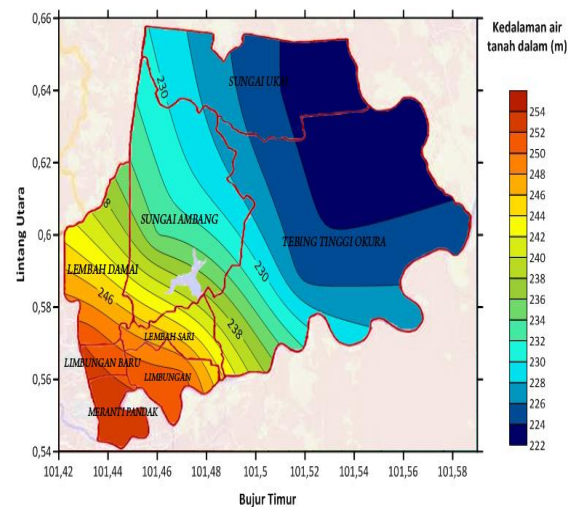 Kedalaman air
tanah dalam (m)
0,66
0,64
0,62
0,6
0,58
0,56
0,54
Lintang Utara
230
SUNGAI UKAI
SUNGAI AMBANG
TEBING TINGGI OKURA
8
230
LEMBAH DAMAI
246
238
LEMBAH SARI
LIMBUNGAN BARU
LIMBUNGAN
MERANTI PANDAK
101,42 101,44 101,46 101,48 101,5 101,52 101,54 101,56 101,58
Bujur Timur
254
252
250
248
246
244
242
240
238
236
234
232
230
228
226
224
222